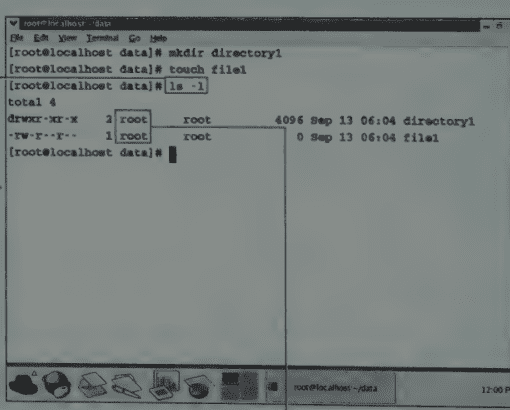 root@localhost:~/data
File Edit View Terminal Go Help
[root@localhost data]# mkdir directory1
[root@localhost data]# touch file1
[root@localhost data]# ls -l
total 4
drwxr-xr-x 2 root root 4096 Sep 13 06:04 directory1
-rw-r--r-- 1 root root 0 Sep 13 06:04 file1
[root@localhost data]#
root@localhost:~/data
12:00 P